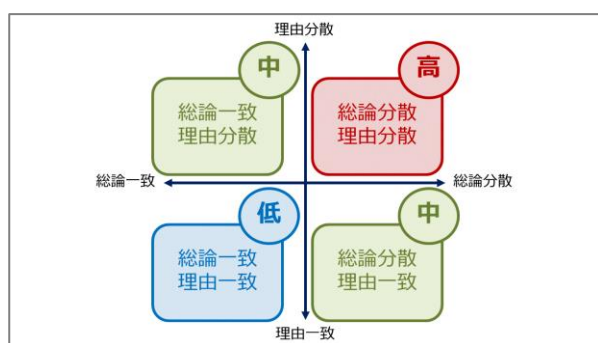 理由分散
中
高
総論一致
理由分散
総論分散
理由分散
総論一致
総論分散
低
中
総論一致
理由一致
総論分散
理由一致
理由一致